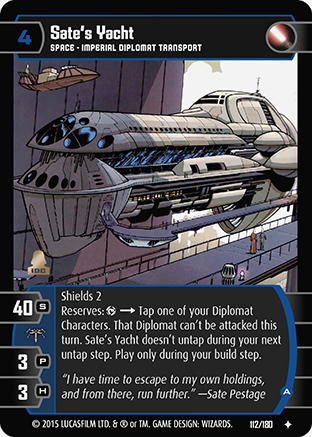 4
Sate's Yacht
SPACE - IMPERIAL DIPLOMAT TRANSPORT
40 S
3 P
3 H
Shields 2
Reserves: → Tap one of your Diplomat
Characters. That Diplomat can't be attacked this
turn. Sate's Yacht doesn't untap during your next
untap step. Play only during your build step.
"I have time to escape to my own holdings,
and from there, run further." —Sate Pestage
A
© 2015 LUCASFILM LTD. & ® or TM. GAME DESIGN: WIZARDS.
112/180